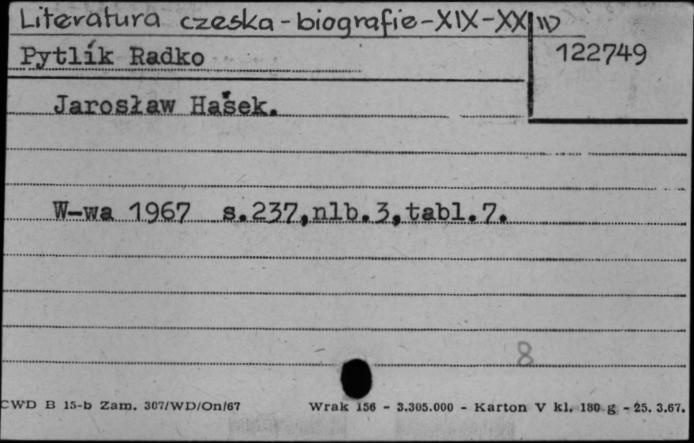 Literatura czeska - biografie - XIX - XX w
Pytlík Radko
122749
Jarosław Hašek.
W-wa 1967 s.237,nlb.3,tabl.7.
8
CWD B 15-b Zam. 307/WD/On/67 Wrak 156 - 3.305.000 - Karton V kl. 180 g - 25. 3.67.